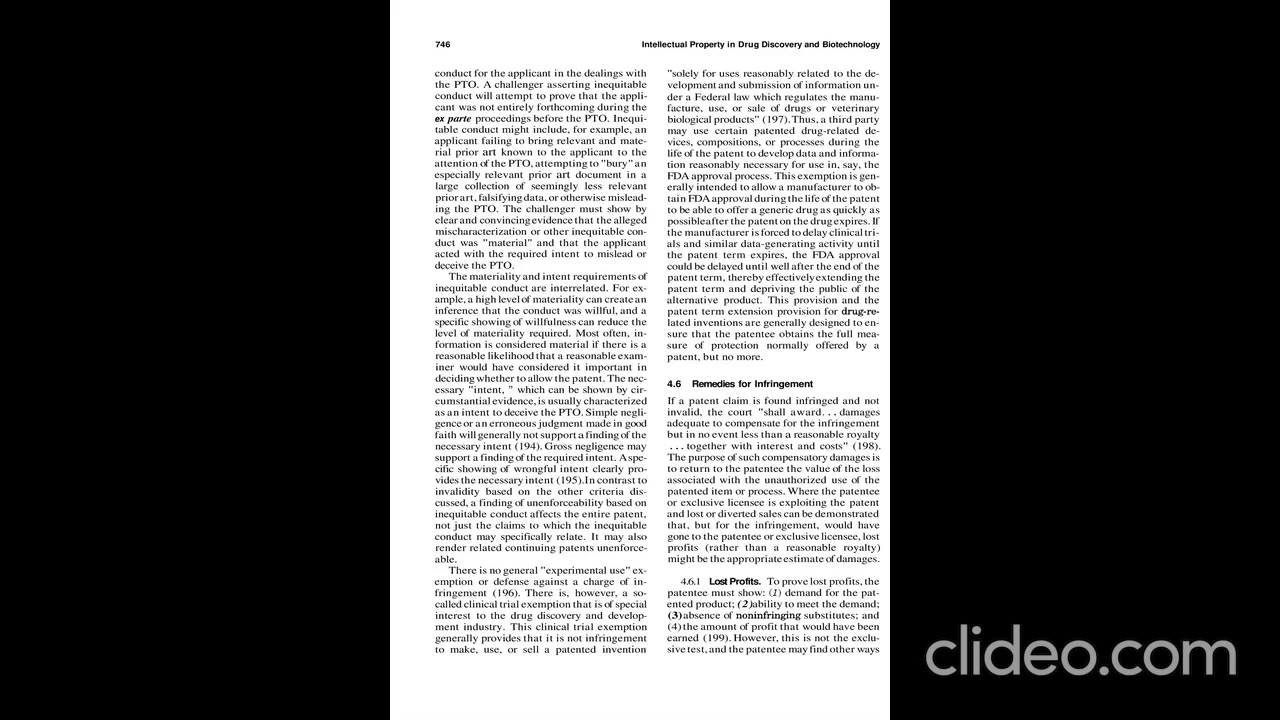 746
Intellectual Property in Drug Discovery and Biotechnology
conduct for the applicant in the dealings with
the PTO. A challenger asserting inequitable
conduct will attempt to prove that the appli-
cant was not entirely forthcoming during the
ex parte proceedings before the PTO. Inequi-
table conduct might include, for example, an
applicant failing to bring relevant and mate-
rial prior art known to the applicant to the
attention of the PTO, attempting to "bury" an
especially relevant prior art document in a
large collection of seemingly less relevant
prior art, falsifying data, or otherwise mislead-
ing the PTO. The challenger must show by
clear and convincing evidence that the alleged
mischaracterization or other inequitable con-
duct was "material" and that the applicant
acted with the required intent to mislead or
deceive the PTO.
The materiality and intent requirements of
inequitable conduct are interrelated. For ex-
ample, a high level of materiality can create an
inference that the conduct was willful, and a
specific showing of willfulness can reduce the
level of materiality required. Most often, in-
formation is considered material if there is a
reasonable likelihood that a reasonable exam-
iner would have considered it important in
deciding whether to allow the patent. The nec-
essary "intent, " which can be shown by cir-
cumstantial evidence, is usually characterized
as an intent to deceive the PTO. Simple negli-
gence or an erroneous judgment made in good
faith will generally not support a finding of the
necessary intent (194). Gross negligence may
support a finding of the required intent. A spe-
cific showing of wrongful intent clearly pro-
vides the necessary intent (195).In contrast to
invalidity based on the other criteria dis-
cussed, a finding of unenforceability based on
inequitable conduct affects the entire patent,
not just the claims to which the inequitable
conduct may specifically relate. It may also
render related continuing patents unenforce-
able.
There is no general "experimental use" ex-
emption or defense against a charge of in-
fringement (196). There is, however, a so-
called clinical trial exemption that is of special
interest to the drug discovery and develop-
ment industry. This clinical trial exemption
generally provides that it is not infringement
to make, use, or sell a patented invention
"solely for uses reasonably related to the de-
velopment and submission of information un-
der a Federal law which regulates the manu-
facture, use, or sale of drugs or veterinary
biological products" (197). Thus, a third party
may use certain patented drug-related de-
vices, compositions, or processes during the
life of the patent to develop data and informa-
tion reasonably necessary for use in, say, the
FDA approval process. This exemption is gen-
erally intended to allow a manufacturer to ob-
tain FDA approval during the life of the patent
to be able to offer a generic drug as quickly as
possible after the patent on the drug expires. If
the manufacturer is forced to delay clinical tri-
als and similar data-generating activity until
the patent term expires, the FDA approval
could be delayed until well after the end of the
patent term, thereby effectively extending the
patent term and depriving the public of the
alternative product. This provision and the
patent term extension provision for drug-re-
lated inventions are generally designed to en-
sure that the patentee obtains the full mea-
sure of protection normally offered by a
patent, but no more.
4.6 Remedies for Infringement
If a patent claim is found infringed and not
invalid, the court "shall award. . . damages
adequate to compensate for the infringement
but in no event less than a reasonable royalty
. . . together with interest and costs" (198).
The purpose of such compensatory damages is
to return to the patentee the value of the loss
associated with the unauthorized use of the
patented item or process. Where the patentee
or exclusive licensee is exploiting the patent
and lost or diverted sales can be demonstrated
that, but for the infringement, would have
gone to the patentee or exclusive licensee, lost
profits (rather than a reasonable royalty)
might be the appropriate estimate of damages.
4.6.1 Lost Profits. To prove lost profits, the
patentee must show: (1) demand for the pat-
ented product; (2)ability to meet the demand;
(3)absence of noninfringing substitutes; and
(4)the amount of profit that would have been
earned (199). However, this is not the exclu-
sive test, and the patentee may find other ways
clideo.com